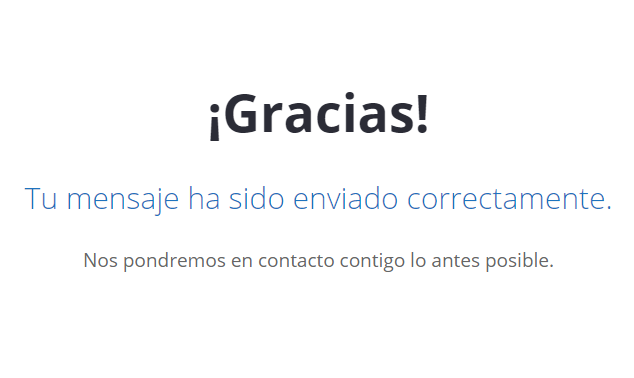 ¡Gracias!
Tu mensaje ha sido enviado correctamente.
Nos pondremos en contacto contigo lo antes posible.